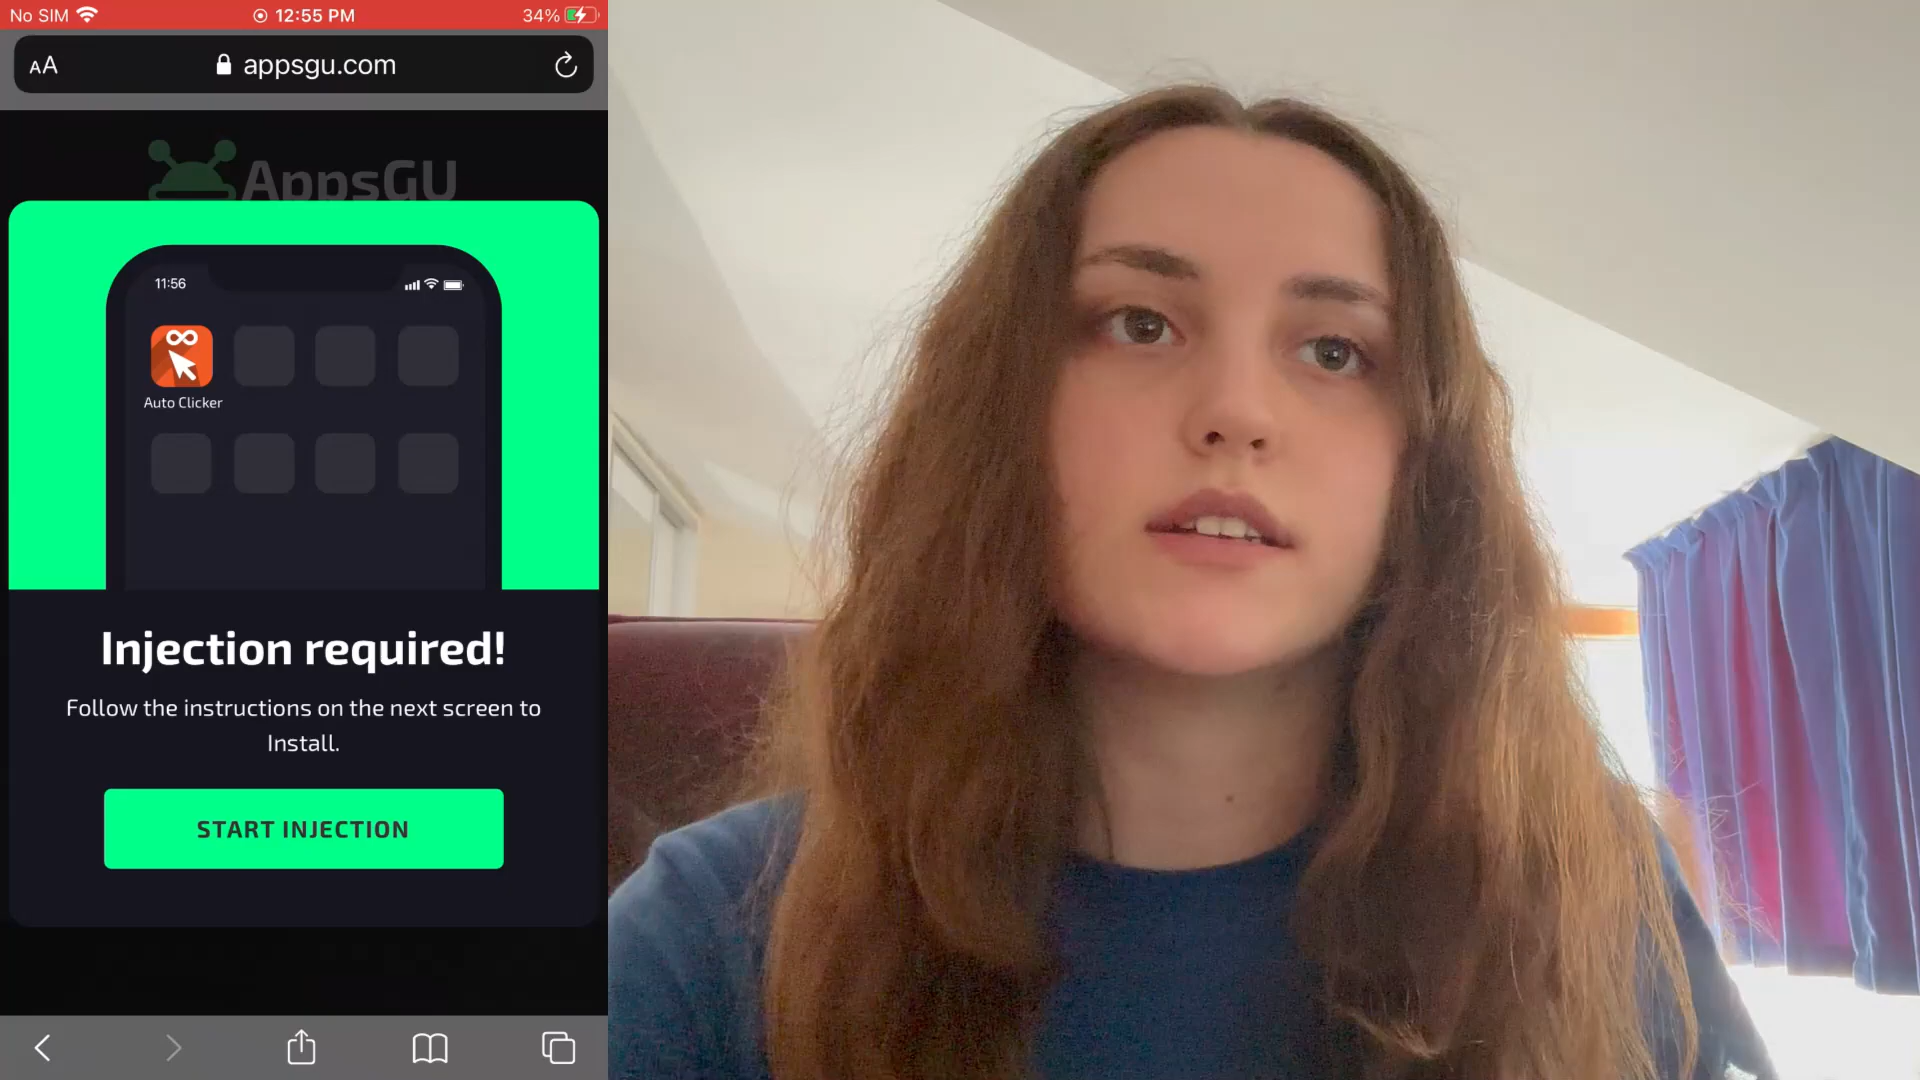 No SIM 12:55 PM 34%
AA appsgu.com
AppsGU
11:56
Auto Clicker
Injection required!
Follow the instructions on the next screen to
Install.
START INJECTION